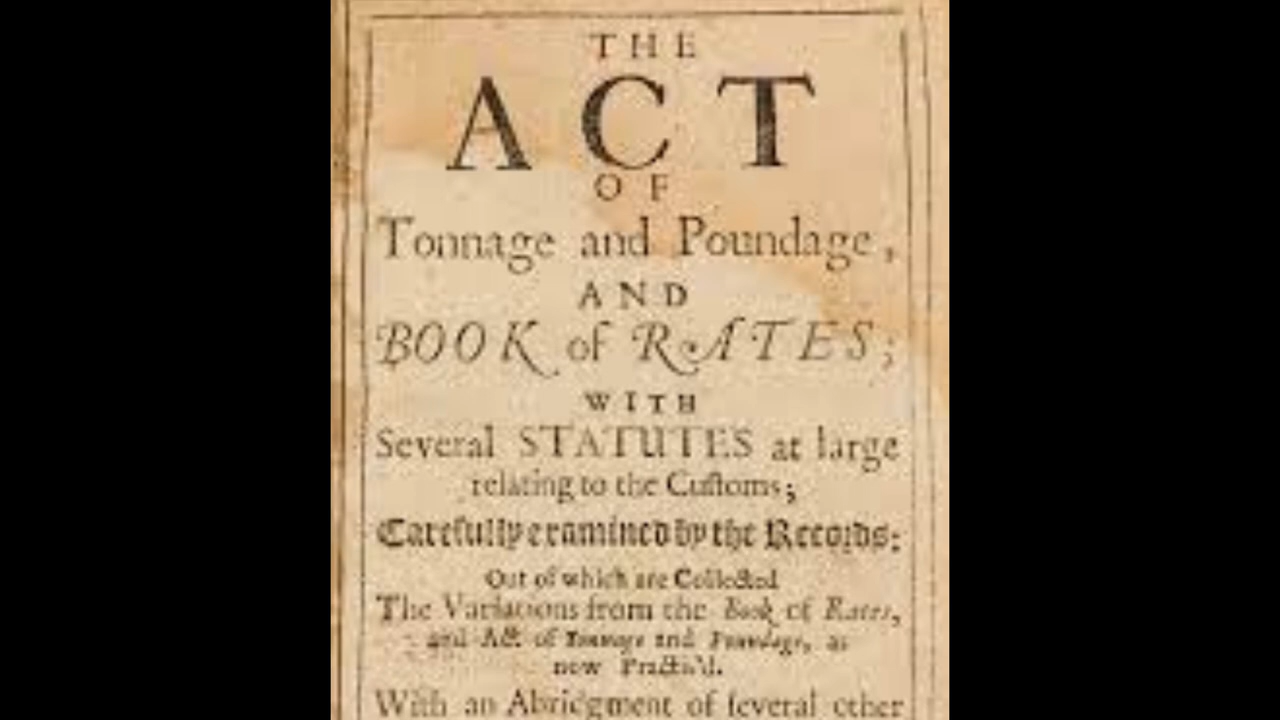 THE
ACT
OF
Tonnage and Poundage,
AND
BOOK of RATES;
WITH
Several STATUTES at large
relating to the Cuſtoms;
Carefully examined by the Records:
Out of which are Collected
The Variations from the Book of Rates,
and Act of Tonnage and Poundage, as
now Practis'd.
With an Abridgment of ſeveral other